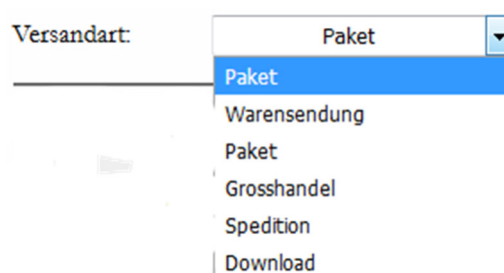 Versandart: Paket
Paket
Warensendung
Paket
Grosshandel
Spedition
Download